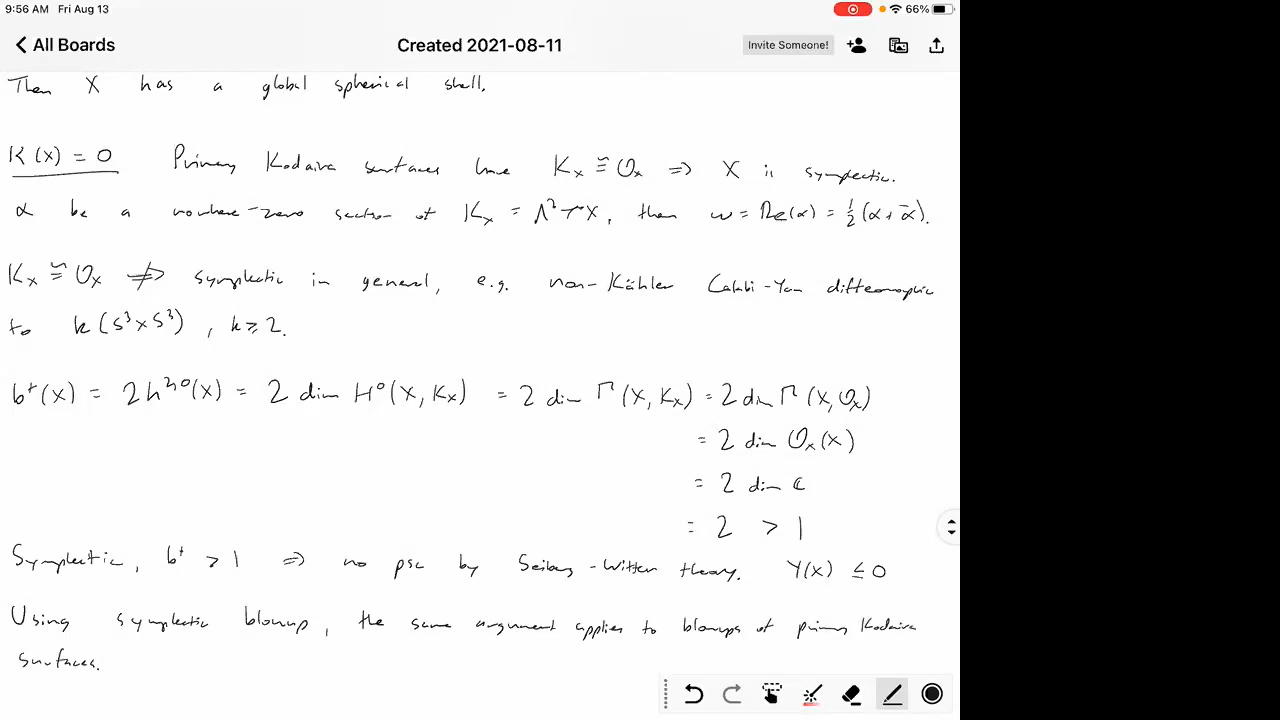 9:56 AM Fri Aug 13
66%
All Boards
Created 2021-08-11
Invite Someone!
Then X has a global spherical shell.
K(X) = 0 Primary Kodaira surfaces have K_X ≅ O_X => X is symplectic.
α be a nowhere-zero section of K_X = Λ² T*X, then ω = Re(α) = 1/2 (α + ᾱ).
K_X ≅ O_X ≠> symplectic in general, e.g. non-Kähler Calabi-Yau diffeomorphic
to k(S³×S³), k ≥ 2.
b⁺(X) = 2h²,⁰(X) = 2 dim H⁰(X, K_X) = 2 dim Γ(X, K_X) = 2 dim Γ(X, O_X)
= 2 dim O_X(X)
= 2 dim ℂ
= 2 > 1
Symplectic, b⁺ > 1 => no psc by Seiberg-Witten theory. Y(X) ≤ 0
Using symplectic blowup, the same argument applies to blowups of primary Kodaira
surfaces.